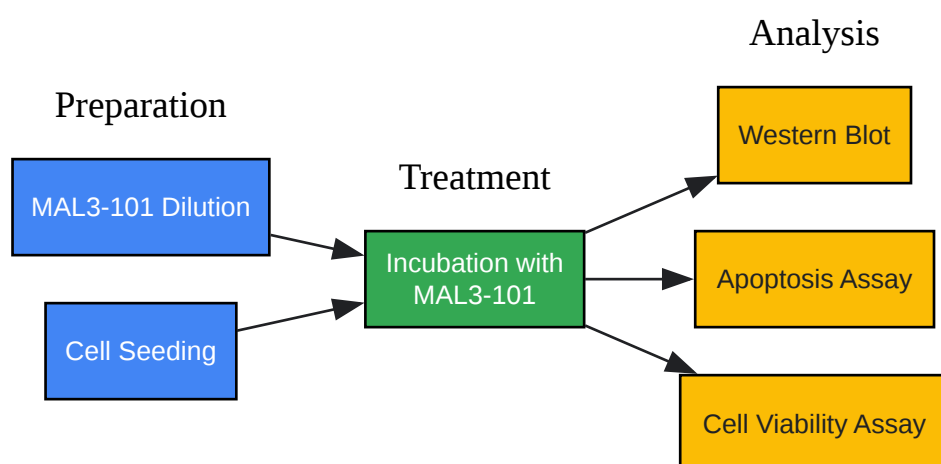 Preparation
MAL3-101 Dilution
Cell Seeding
Treatment
Incubation with
MAL3-101
Analysis
Western Blot
Apoptosis Assay
Cell Viability Assay